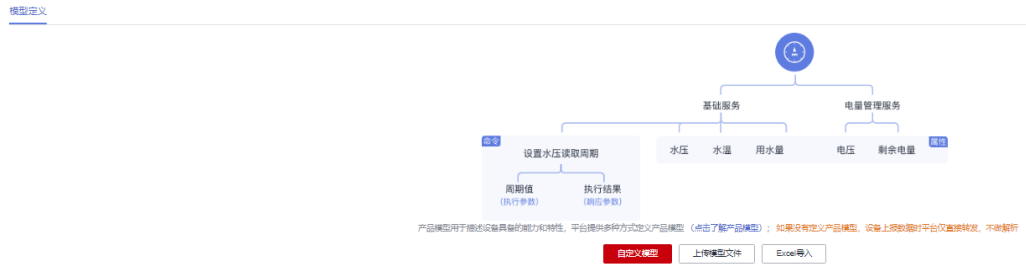 模型定义
基础服务
电量管理服务
命令
设置水压读取周期
水压
水温
用水量
电压
剩余电量
属性
周期值
执行结果
(执行参数)
(响应参数)
产品模型用于描述设备具备的能力和特性，平台提供多种方式定义产品模型 （点击了解产品模型）；如果没有定义产品模型，设备上报数据时平台仅直接转发，不做解析
自定义模型
上传模型文件
Excel导入